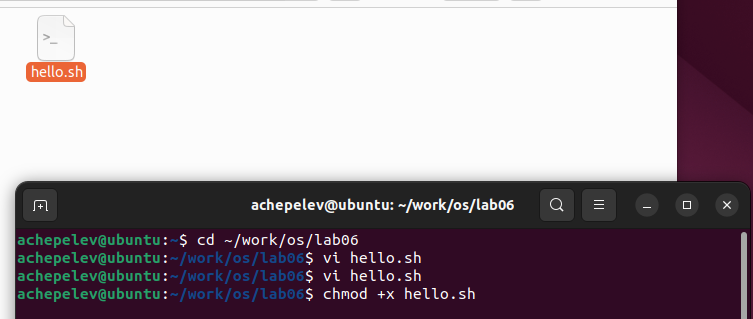 >_
hello.sh
achepelev@ubuntu: ~/work/os/lab06
achepelev@ubuntu:~$ cd ~/work/os/lab06
achepelev@ubuntu:~/work/os/lab06$ vi hello.sh
achepelev@ubuntu:~/work/os/lab06$ vi hello.sh
achepelev@ubuntu:~/work/os/lab06$ chmod +x hello.sh